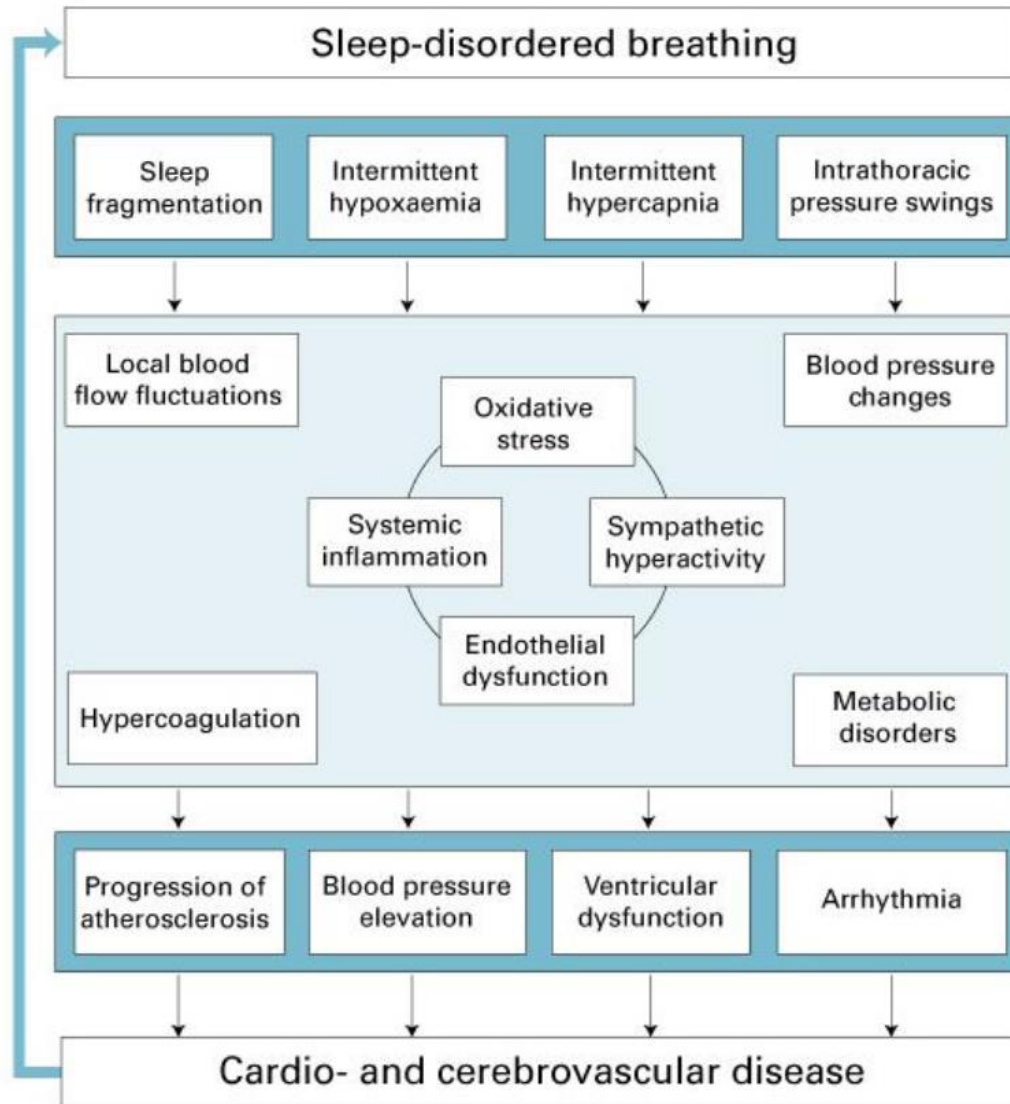 Sleep-disordered breathing
Sleep
fragmentation
Intermittent
hypoxaemia
Intermittent
hypercapnia
Intrathoracic
pressure swings
Local blood
flow fluctuations
Blood pressure
changes
Oxidative
stress
Systemic
inflammation
Sympathetic
hyperactivity
Endothelial
dysfunction
Hypercoagulation
Metabolic
disorders
Progression of
atherosclerosis
Blood pressure
elevation
Ventricular
dysfunction
Arrhythmia
Cardio- and cerebrovascular disease